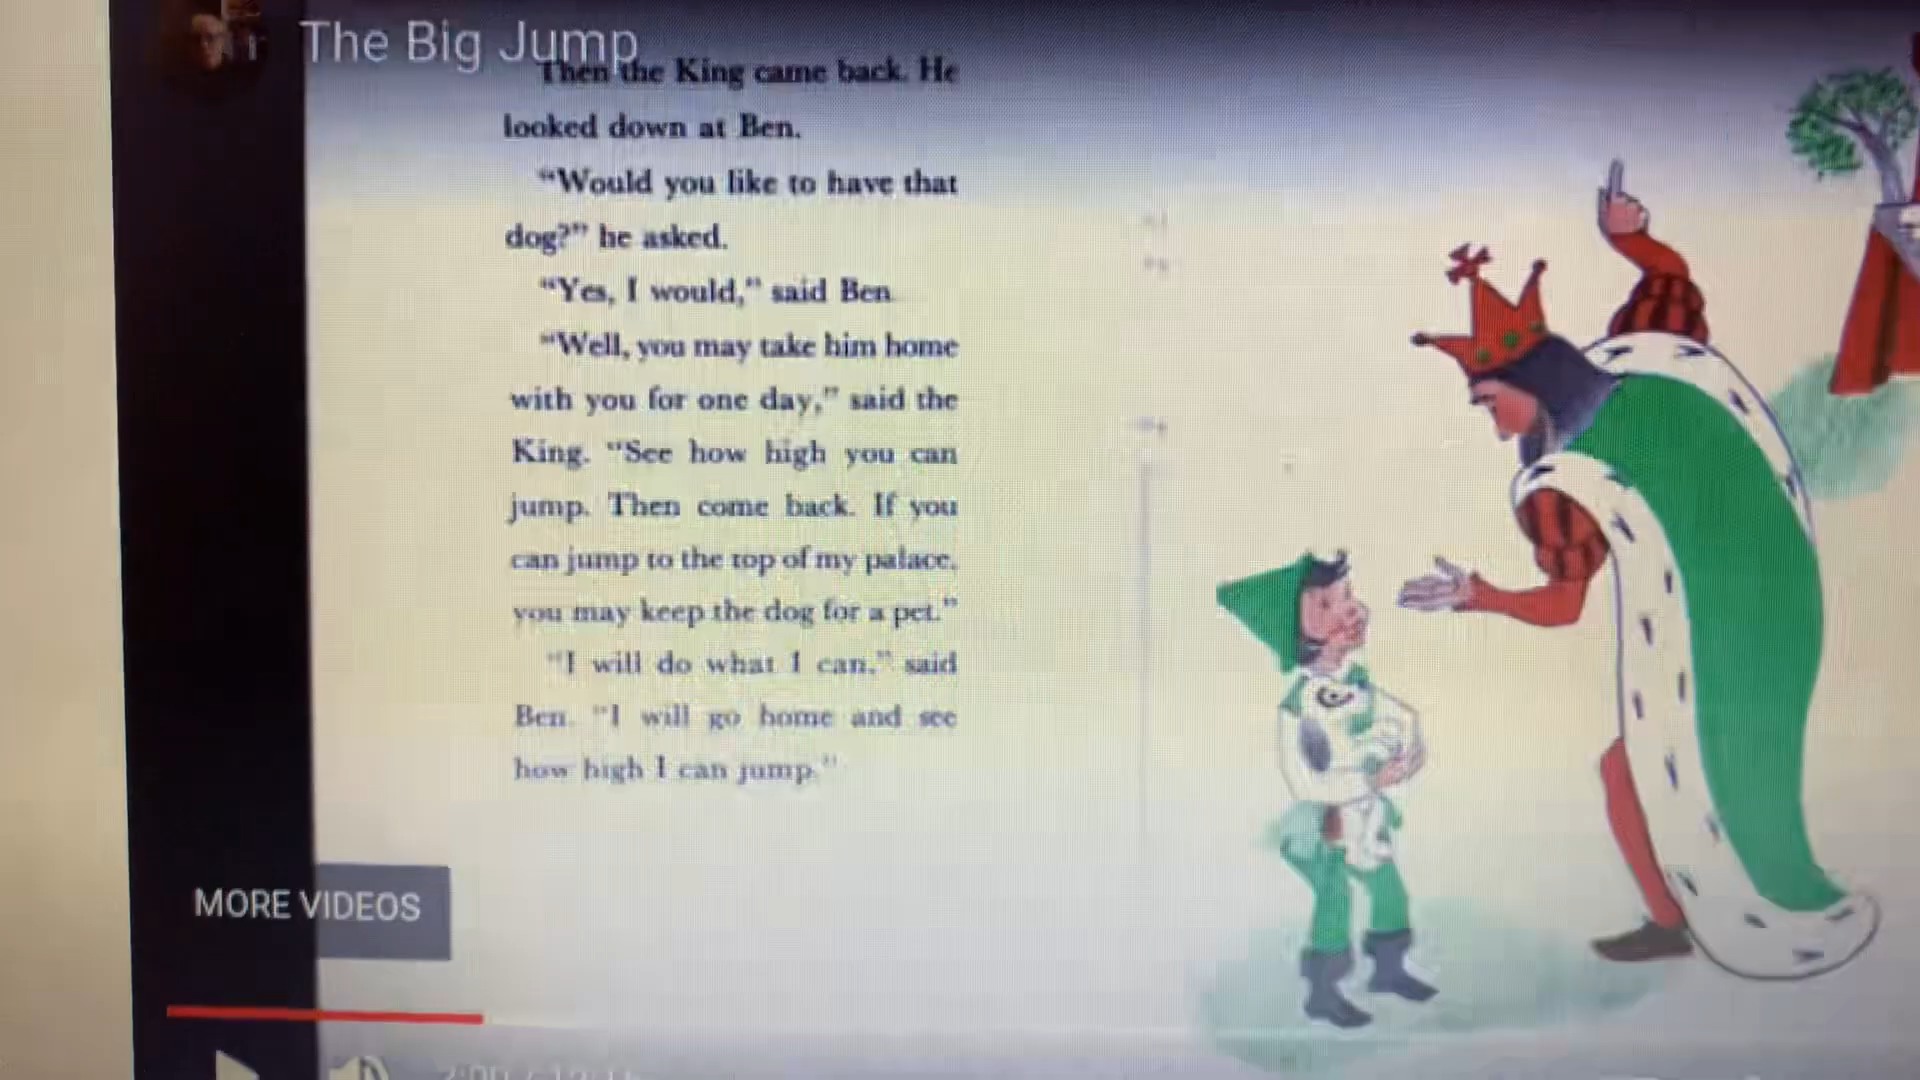 The Big Jump
Then the King came back. He
looked down at Ben.
“Would you like to have that
dog?” he asked.
“Yes, I would,” said Ben
“Well, you may take him home
with you for one day,” said the
King. “See how high you can
jump. Then come back. If you
can jump to the top of my palace,
you may keep the dog for a pet.”
“I will do what I can,” said
Ben. “I will go home and see
how high I can jump.”
MORE VIDEOS